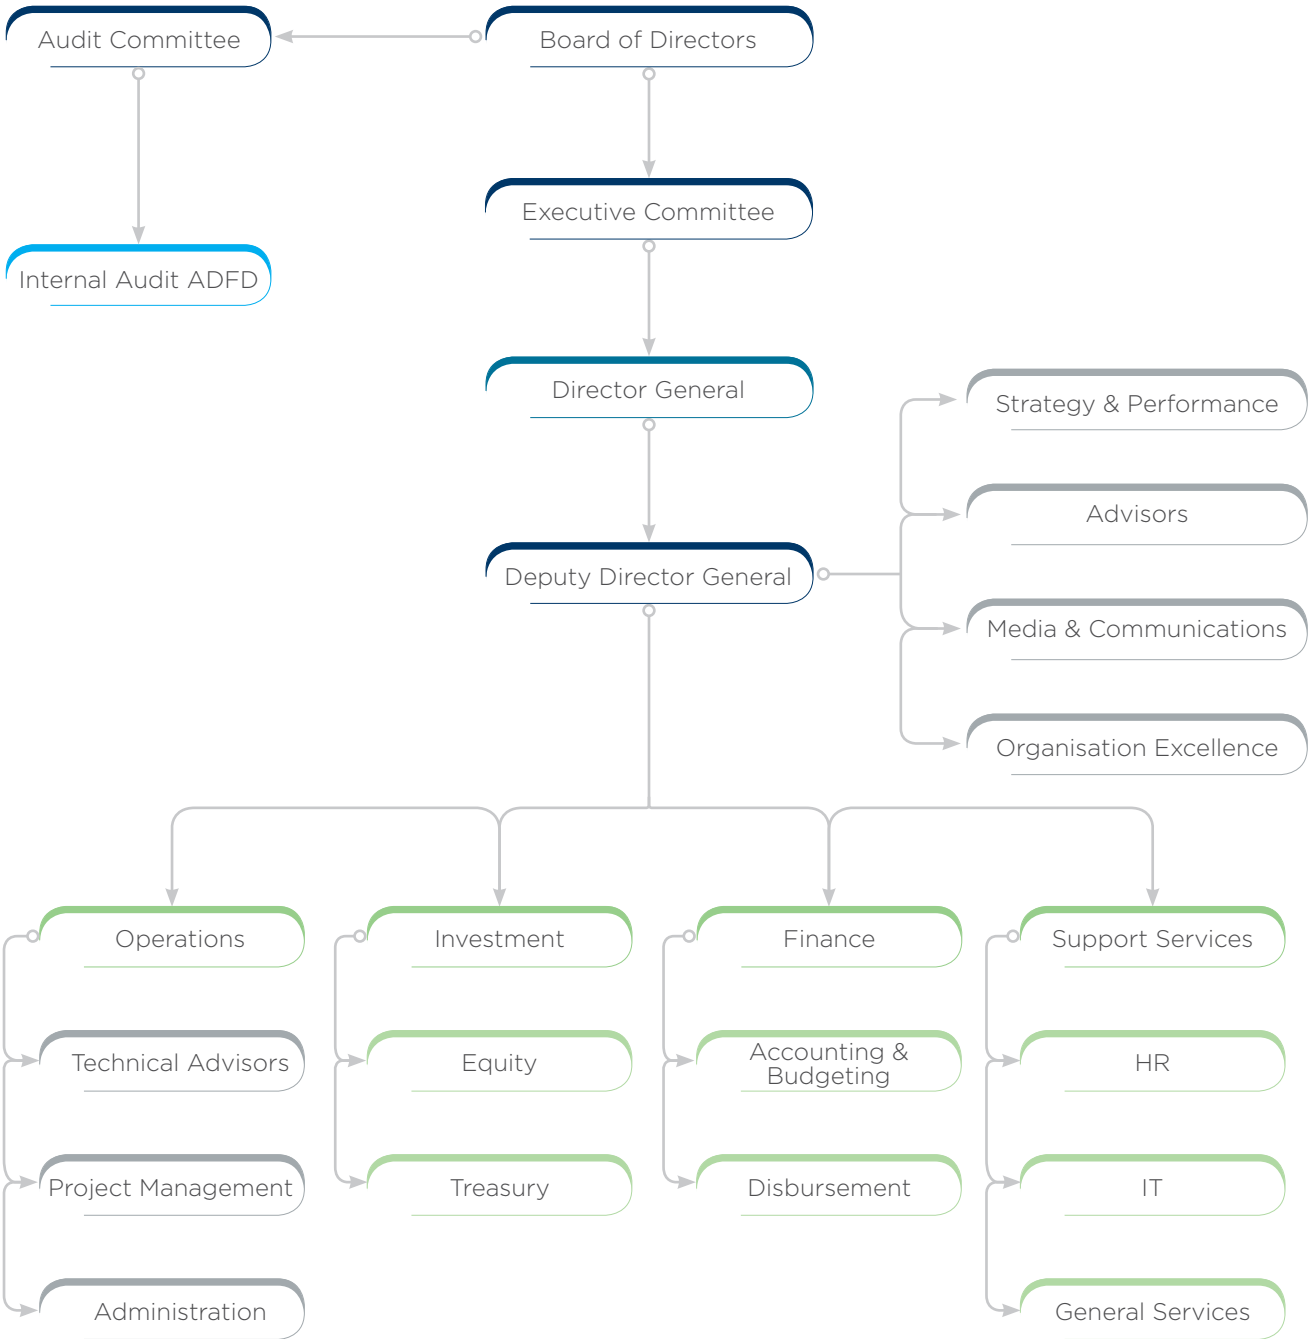 Audit Committee
Board of Directors
Executive Committee
Internal Audit ADFD
Director General
Strategy & Performance
Advisors
Deputy Director General
Media & Communications
Organisation Excellence
Operations
Investment
Finance
Support Services
Technical Advisors
Equity
Accounting &
Budgeting
HR
Project Management
Treasury
Disbursement
IT
Administration
General Services